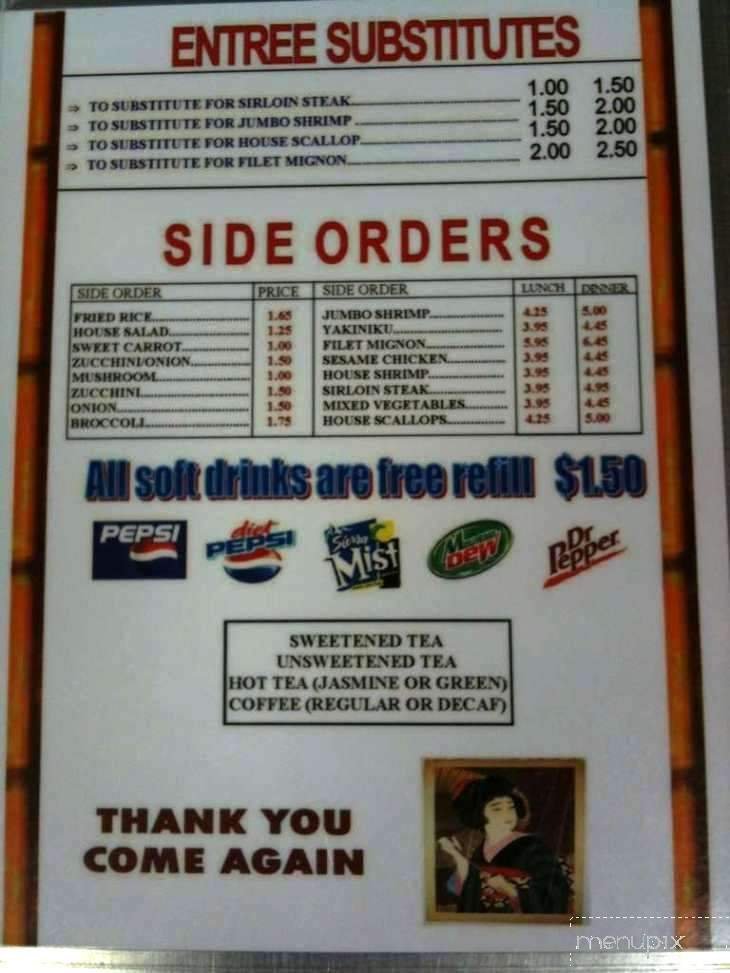 ENTREE SUBSTITUTES
⇒ TO SUBSTITUTE FOR SIRLOIN STEAK 1.00 1.50
⇒ TO SUBSTITUTE FOR JUMBO SHRIMP 1.50 2.00
⇒ TO SUBSTITUTE FOR HOUSE SCALLOP 1.50 2.00
⇒ TO SUBSTITUTE FOR FILET MIGNON 2.00 2.50
SIDE ORDERS
SIDE ORDER PRICE SIDE ORDER LUNCH DINNER
FRIED RICE 1.65 JUMBO SHRIMP 4.25 5.00
HOUSE SALAD 1.25 YAKINIKU 3.95 4.45
SWEET CARROT 1.00 FILET MIGNON 5.95 6.45
ZUCCHINI/ONION 1.50 SESAME CHICKEN 3.95 4.45
MUSHROOM 1.00 HOUSE SHRIMP 3.95 4.45
ZUCCHINI 1.50 SIRLOIN STEAK 3.95 4.95
ONION 1.50 MIXED VEGETABLES 3.95 4.45
BROCCOLI 1.75 HOUSE SCALLOPS 4.25 5.00
All soft drinks are free refill $1.50
PEPSI diet PEPSI Sierra Mist Mountain Dew Dr Pepper
SWEETENED TEA
UNSWEETENED TEA
HOT TEA (JASMINE OR GREEN)
COFFEE (REGULAR OR DECAF)
THANK YOU
COME AGAIN
menupix